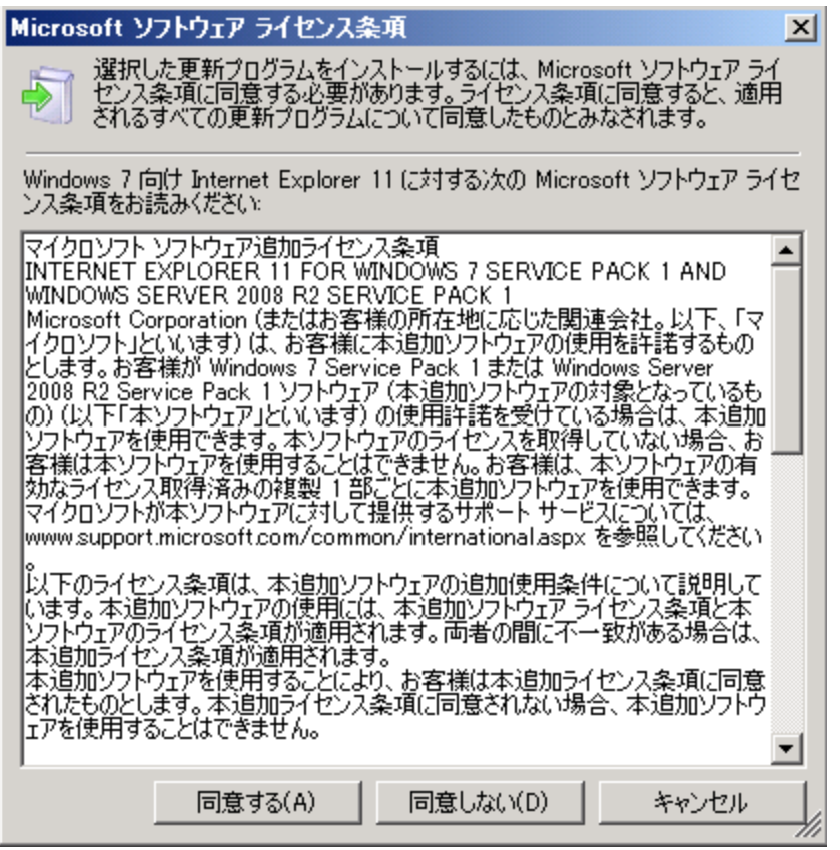 Microsoft ソフトウェア ライセンス条項
選択した更新プログラムをインストールするには、Microsoft ソフトウェア ライ
センス条項に同意する必要があります。ライセンス条項に同意すると、適用
されるすべての更新プログラムについて同意したものとみなされます。
Windows 7 向け Internet Explorer 11 に対する次の Microsoft ソフトウェア ライセ
ンス条項をお読みください:
マイクロソフト ソフトウェア追加ライセンス条項
INTERNET EXPLORER 11 FOR WINDOWS 7 SERVICE PACK 1 AND
WINDOWS SERVER 2008 R2 SERVICE PACK 1
Microsoft Corporation (またはお客様の所在地に応じた関連会社。以下、「マ
イクロソフト」といいます) は、お客様に本追加ソフトウェアの使用を許諾するもの
とします。お客様が Windows 7 Service Pack 1 または Windows Server
2008 R2 Service Pack 1 ソフトウェア (本追加ソフトウェアの対象となっているも
の) (以下「本ソフトウェア」といいます) の使用許諾を受けている場合は、本追加
ソフトウェアを使用できます。本ソフトウェアのライセンスを取得していない場合、お
客様は本ソフトウェアを使用することはできません。お客様は、本ソフトウェアの有
効なライセンス取得済みの複製 1 部ごとに本追加ソフトウェアを使用できます。
マイクロソフトが本ソフトウェアに対して提供するサポート サービスについては、
www.support.microsoft.com/common/international.aspx を参照してください
。
以下のライセンス条項は、本追加ソフトウェアの追加使用条件について説明して
います。本追加ソフトウェアの使用には、本追加ソフトウェア ライセンス条項と本
ソフトウェアのライセンス条項が適用されます。両者の間に不一致がある場合は、
本追加ライセンス条項が適用されます。
本追加ソフトウェアを使用することにより、お客様は本追加ライセンス条項に同意
されたものとします。本追加ライセンス条項に同意されない場合、本追加ソフトウ
ェアを使用することはできません。
同意する(A)
同意しない(D)
キャンセル